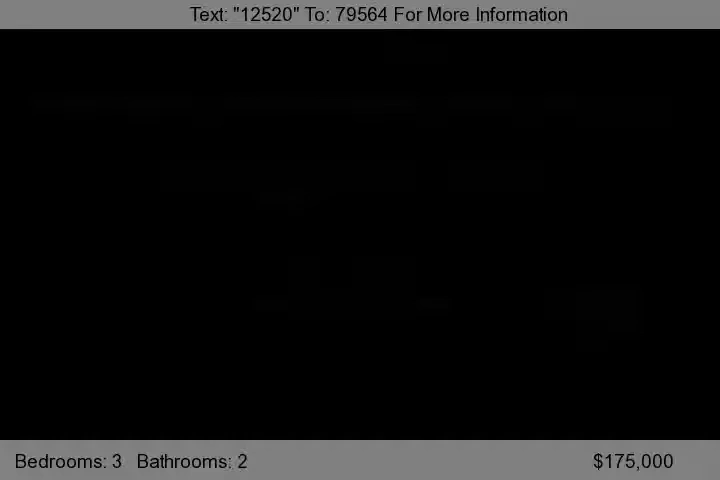 Text: "12520" To: 79564 For More Information
Bedrooms: 3 Bathrooms: 2 $175,000